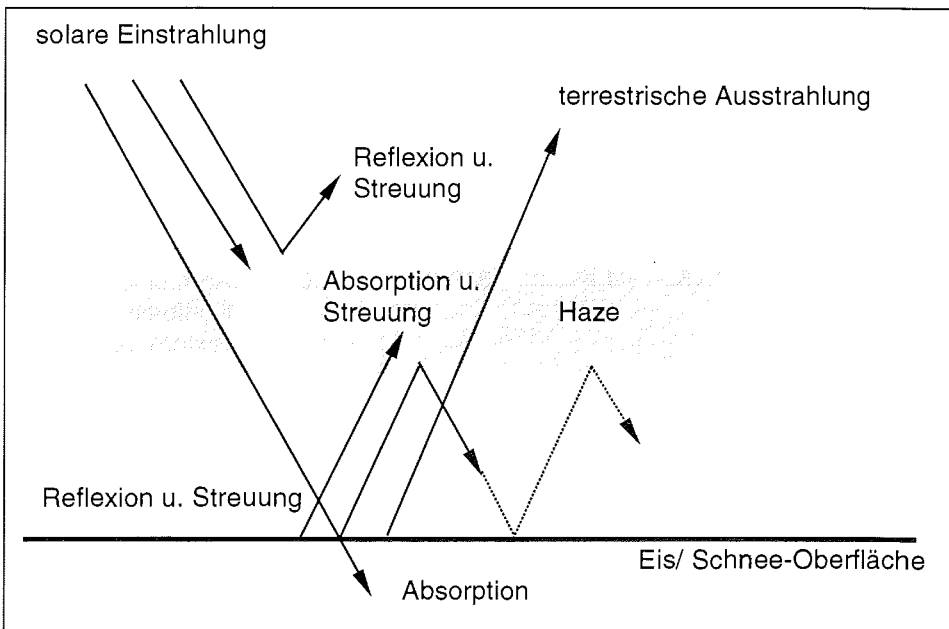 solare Einstrahlung
terrestrische Ausstrahlung
Reflexion u.
Streuung
Absorption u.
Streuung
Haze
Reflexion u. Streuung
Eis/ Schnee-Oberfläche
Absorption